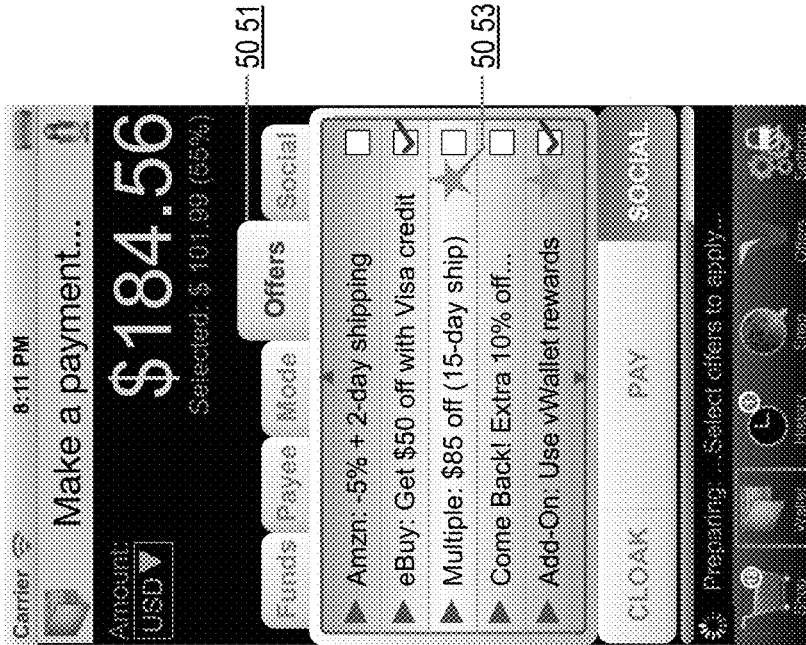 Carrier 8:11 PM
Make a payment...
Amount:
USD
$184.56
Selected: $ 101.99 (55%)
Funds Payee Mode Offers Social
Amzn: -5% + 2-day shipping
eBuy: Get $50 off with Visa credit
Multiple: $85 off (15-day ship)
Come Back! Extra 10% off...
Add-On: Use vWallet rewards
CLOAK PAY SOCIAL
Preparing: ...Select offers to apply...
50 51
50 53